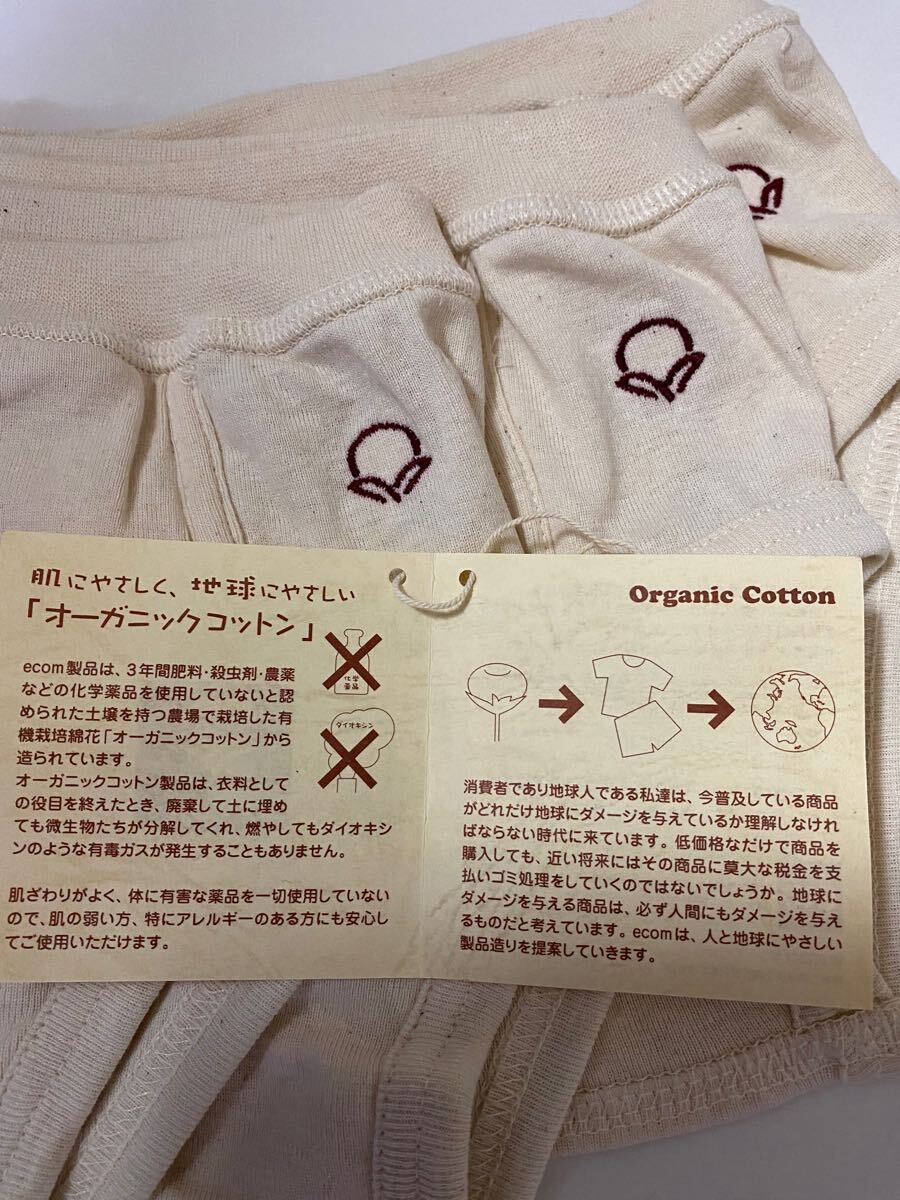 肌にやさしく、地球にやさしい
「オーガニックコットン」
化学
薬品
ダイオキシン
ecom製品は、3年間肥料・殺虫剤・農薬
などの化学薬品を使用していないと認
められた土壌を持つ農場で栽培した有
機栽培綿花「オーガニックコットン」から
造られています。
オーガニックコットン製品は、衣料として
の役目を終えたとき、廃棄して土に埋め
ても微生物たちが分解してくれ、燃やしてもダイオキシ
ンのような有毒ガスが発生することもありません。
肌ざわりがよく、体に有害な薬品を一切使用していない
ので、肌の弱い方、特にアレルギーのある方にも安心し
てご使用いただけます。
Organic Cotton
消費者であり地球人である私達は、今普及している商品
がどれだけ地球にダメージを与えているか理解しなけれ
ばならない時代に来ています。低価格なだけで商品を
購入しても、近い将来にはその商品に莫大な税金を支
払いゴミ処理をしていくのではないでしょうか。地球に
ダメージを与える商品は、必ず人間にもダメージを与え
るものだと考えています。ecomは、人と地球にやさしい
製品造りを提案していきます。